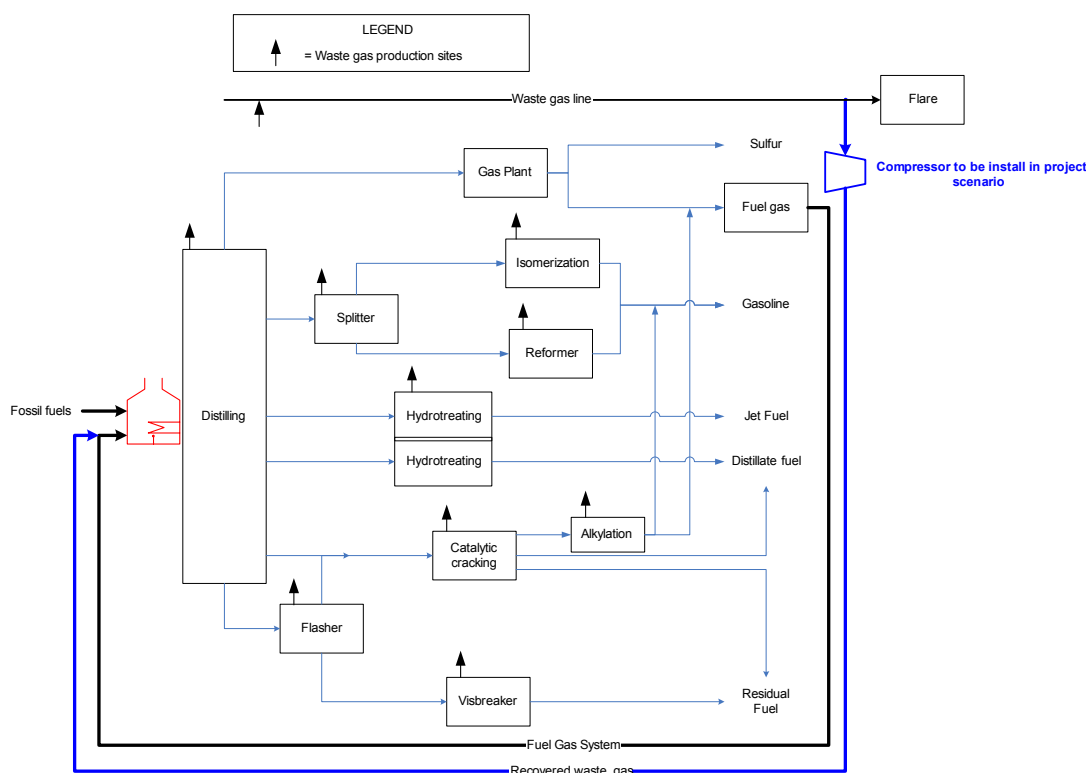 LEGEND
= Waste gas production sites
Waste gas line
Flare
Sulfur
Gas Plant
Compressor to be install in project
scenario
Fuel gas
Isomerization
Splitter
Gasoline
Reformer
Fossil fuels
Distilling
Hydrotreating
Jet Fuel
Hydrotreating
Distillate fuel
Alkylation
Catalytic
cracking
Flasher
Visbreaker
Residual
Fuel
Fuel Gas System
Recovered waste gas